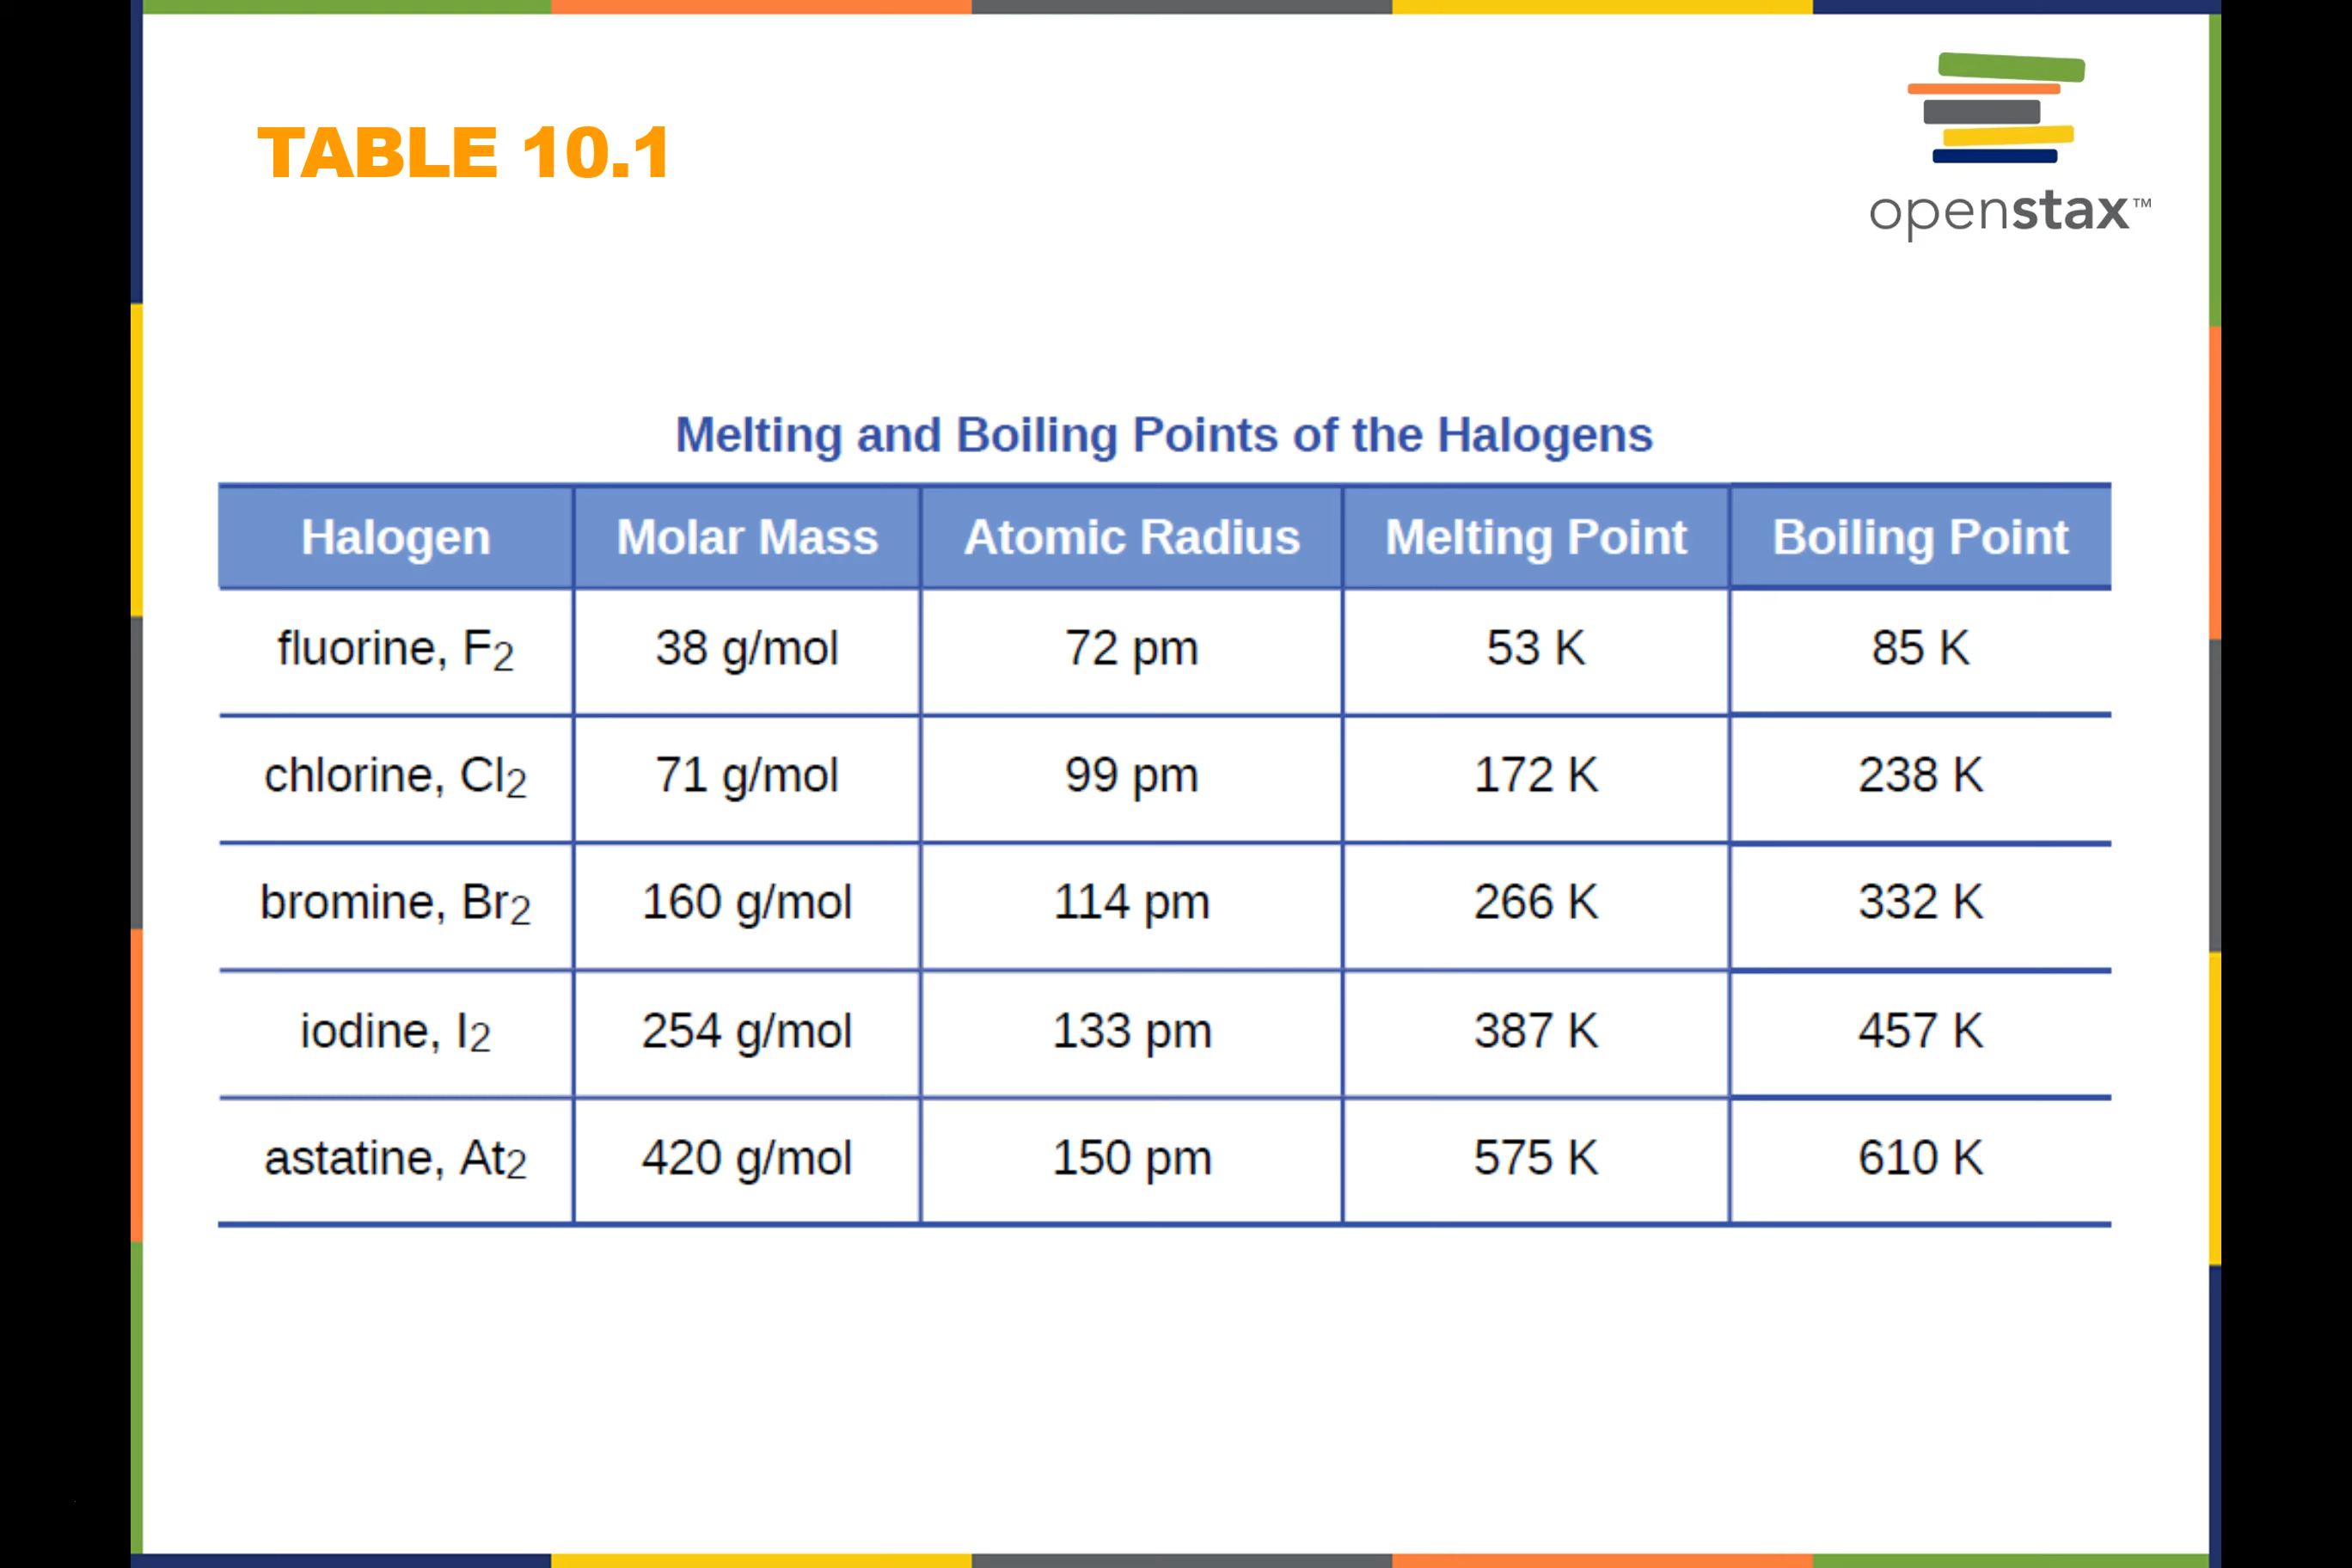 TABLE 10.1
openstax™
Melting and Boiling Points of the Halogens
Halogen Molar Mass Atomic Radius Melting Point Boiling Point
fluorine, F2 38 g/mol 72 pm 53 K 85 K
chlorine, Cl2 71 g/mol 99 pm 172 K 238 K
bromine, Br2 160 g/mol 114 pm 266 K 332 K
iodine, I2 254 g/mol 133 pm 387 K 457 K
astatine, At2 420 g/mol 150 pm 575 K 610 K